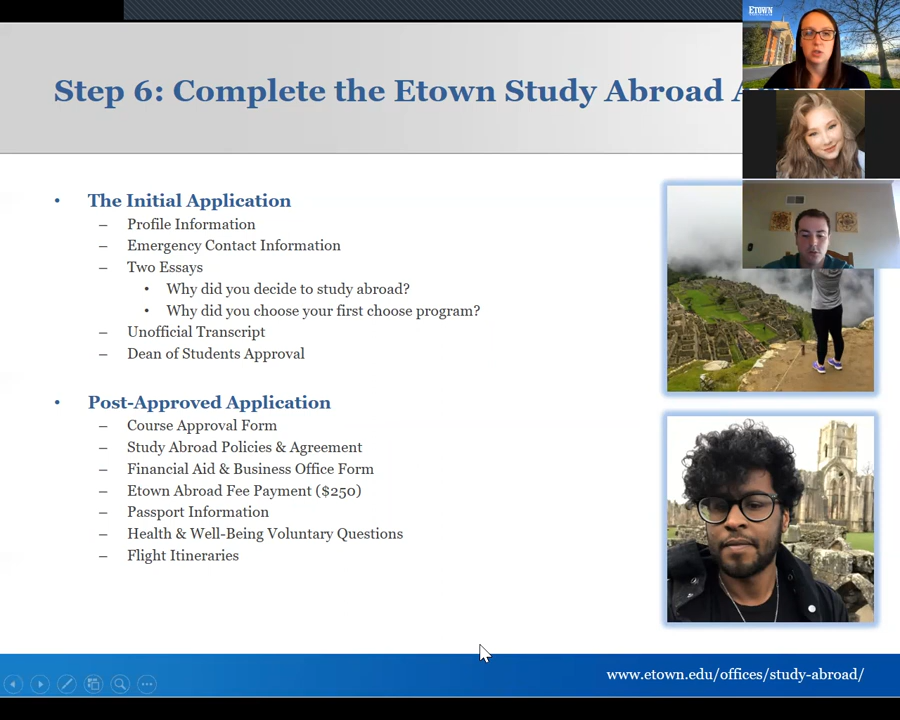 ETOWN
Step 6: Complete the Etown Study Abroad
• The Initial Application
– Profile Information
– Emergency Contact Information
– Two Essays
• Why did you decide to study abroad?
• Why did you choose your first choose program?
– Unofficial Transcript
– Dean of Students Approval
• Post-Approved Application
– Course Approval Form
– Study Abroad Policies & Agreement
– Financial Aid & Business Office Form
– Etown Abroad Fee Payment ($250)
– Passport Information
– Health & Well-Being Voluntary Questions
– Flight Itineraries
www.etown.edu/offices/study-abroad/